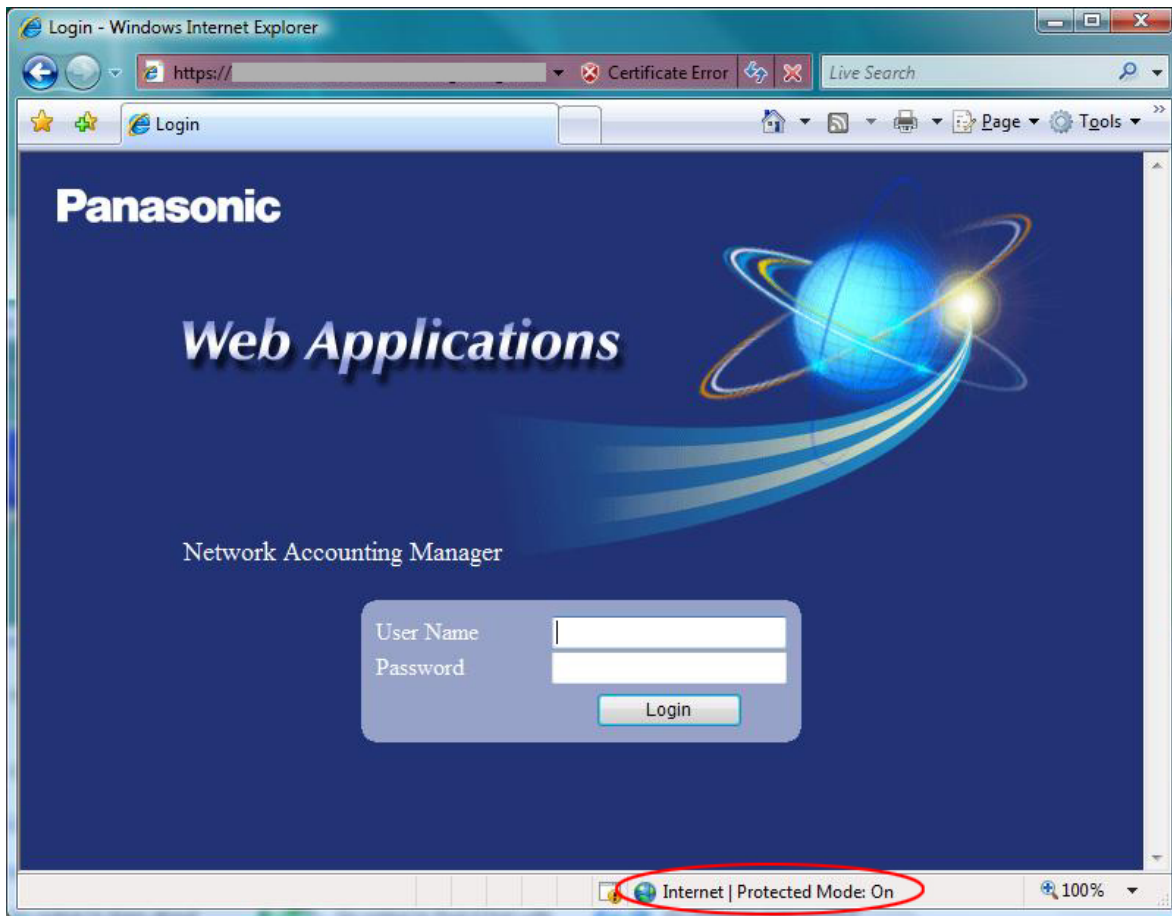 Login - Windows Internet Explorer
https://
Certificate Error
Live Search
Login
Page
Tools
Panasonic
Web Applications
Network Accounting Manager
User Name
Password
Login
Internet | Protected Mode: On
100%